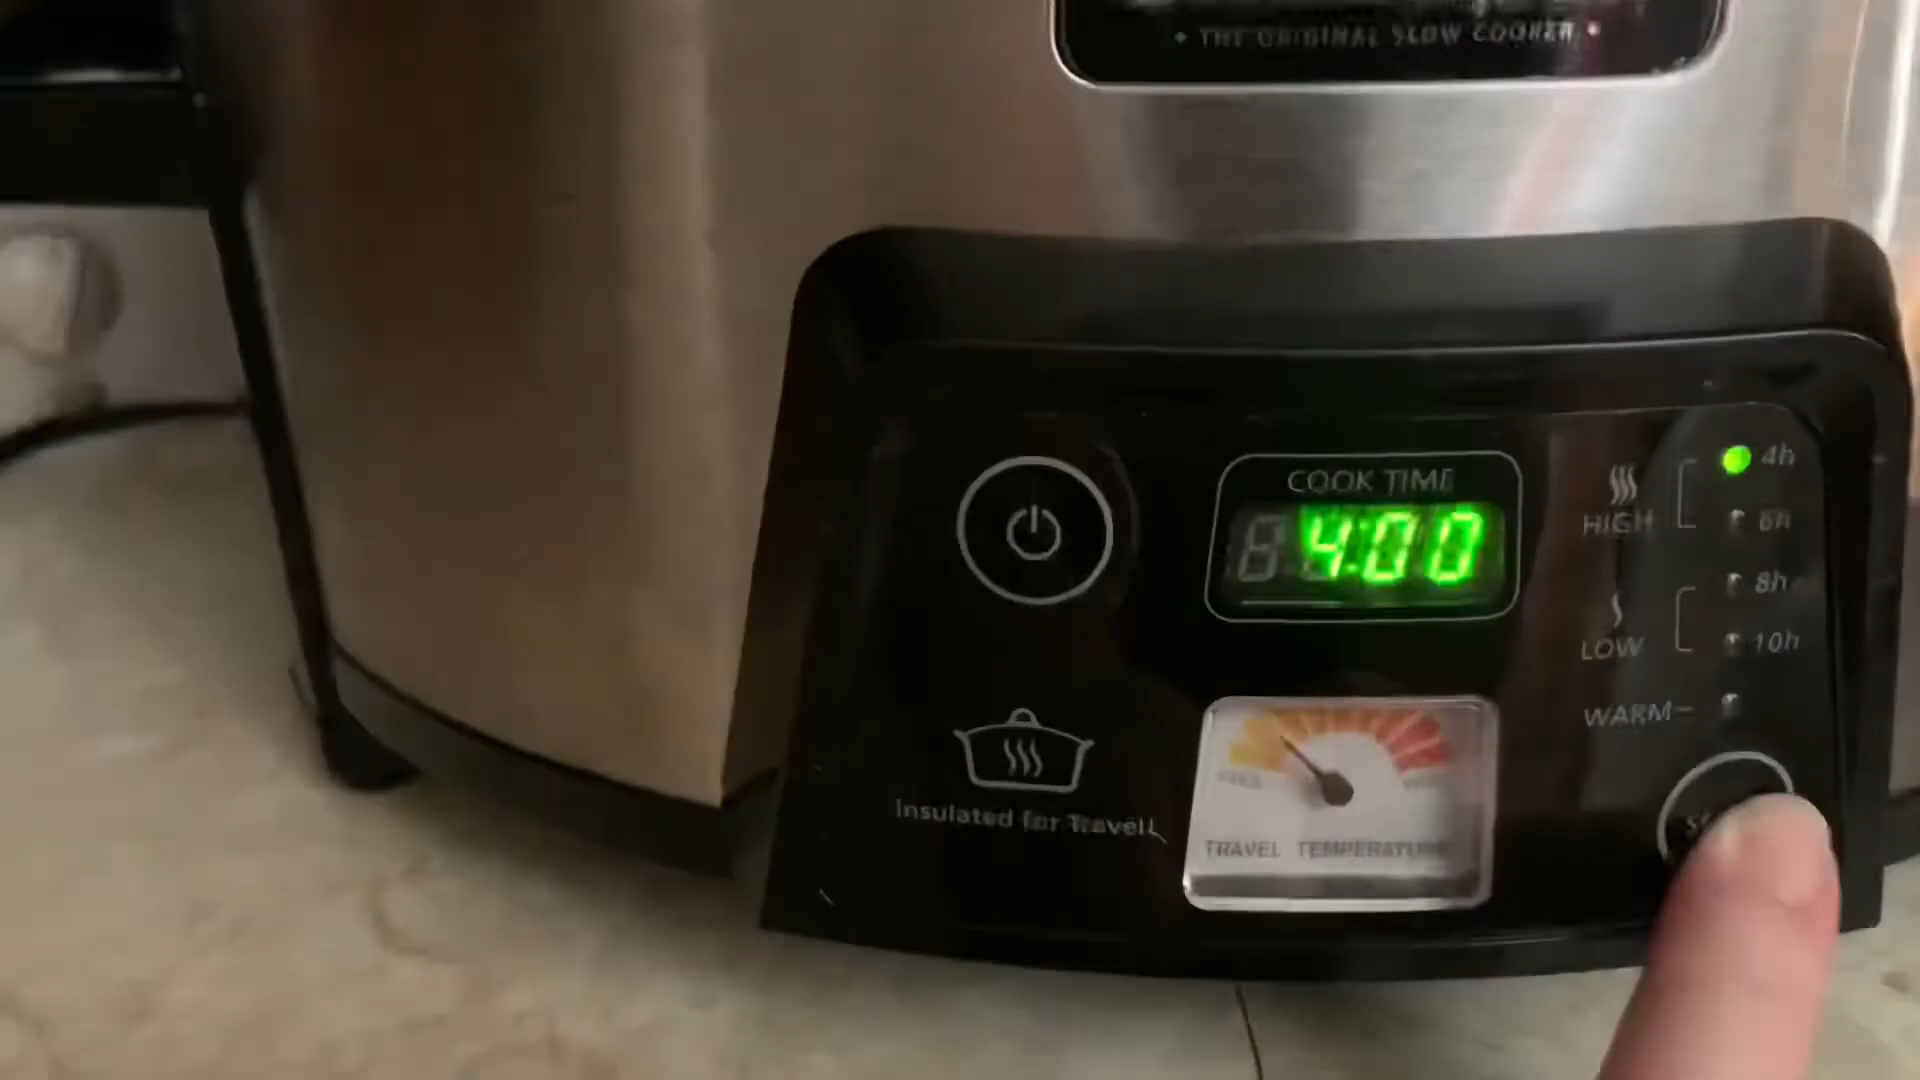 • THE ORIGINAL SLOW COOKER •
COOK TIME
4:00
HIGH
4h
6h
LOW
8h
10h
WARM
Insulated for Travel
TRAVEL TEMPERATURE